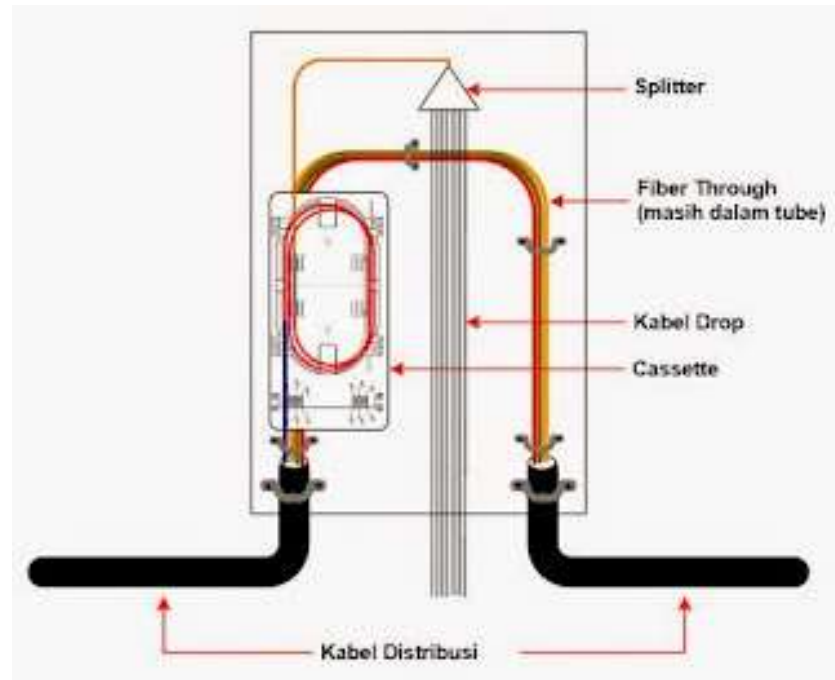 Splitter
Fiber Through
(masih dalam tube)
Kabel Drop
Cassette
Kabel Distribusi